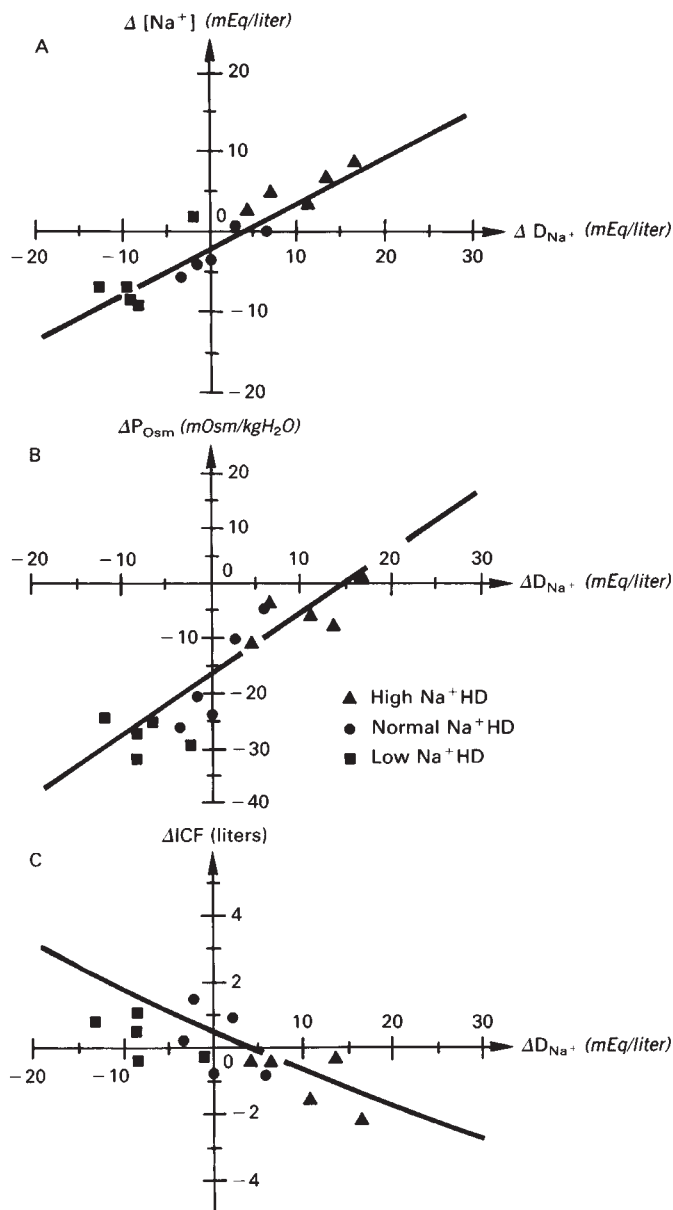 Δ [Na⁺] (mEq/liter)
A
20
10
0
Δ D_Na⁺ (mEq/liter)
−20 −10 10 20 30
−10
−20
ΔP_Osm (mOsm/kgH₂O)
B
20
10
−20 −10 10 20 30
0
ΔD_Na⁺ (mEq/liter)
−10
−20
−30
−40
▲ High Na⁺HD
● Normal Na⁺HD
■ Low Na⁺HD
ΔICF (liters)
C
4
2
10 20 30
0
ΔD_Na⁺ (mEq/liter)
−20 −10
−2
−4